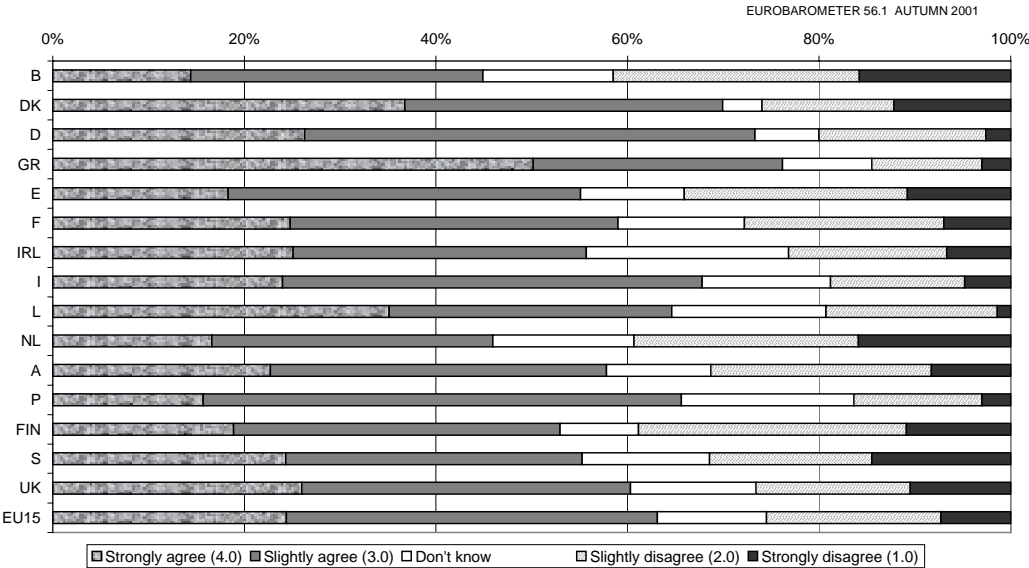 EUROBAROMETER 56.1 AUTUMN 2001
0% 20% 40% 60% 80% 100%
B
DK
D
GR
E
F
IRL
I
L
NL
A
P
FIN
S
UK
EU15
Strongly agree (4.0) Slightly agree (3.0) Don't know Slightly disagree (2.0) Strongly disagree (1.0)